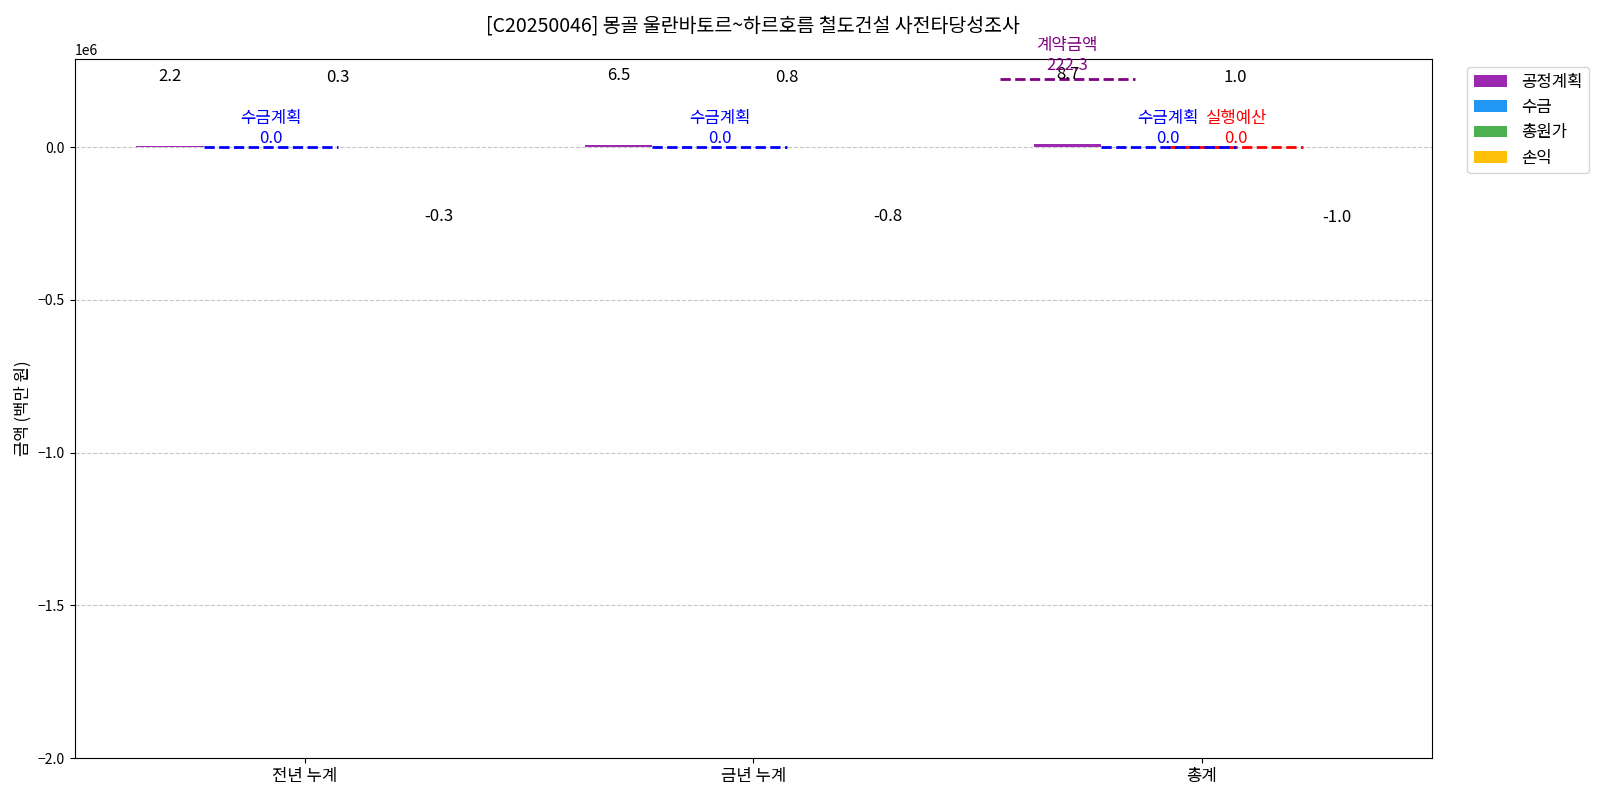 [C20250046] 몽골 울란바토르~하르호름 철도건설 사전타당성조사
1e6
계약금액
222.3
2.2
0.3
6.5
0.8
8.7
1.0
수금계획
0.0
수금계획
0.0
수금계획
0.0
실행예산
0.0
-0.3
-0.8
-1.0
0.0
−0.5
−1.0
−1.5
−2.0
금액 (백만 원)
전년 누계
금년 누계
총계
공정계획
수금
총원가
손익